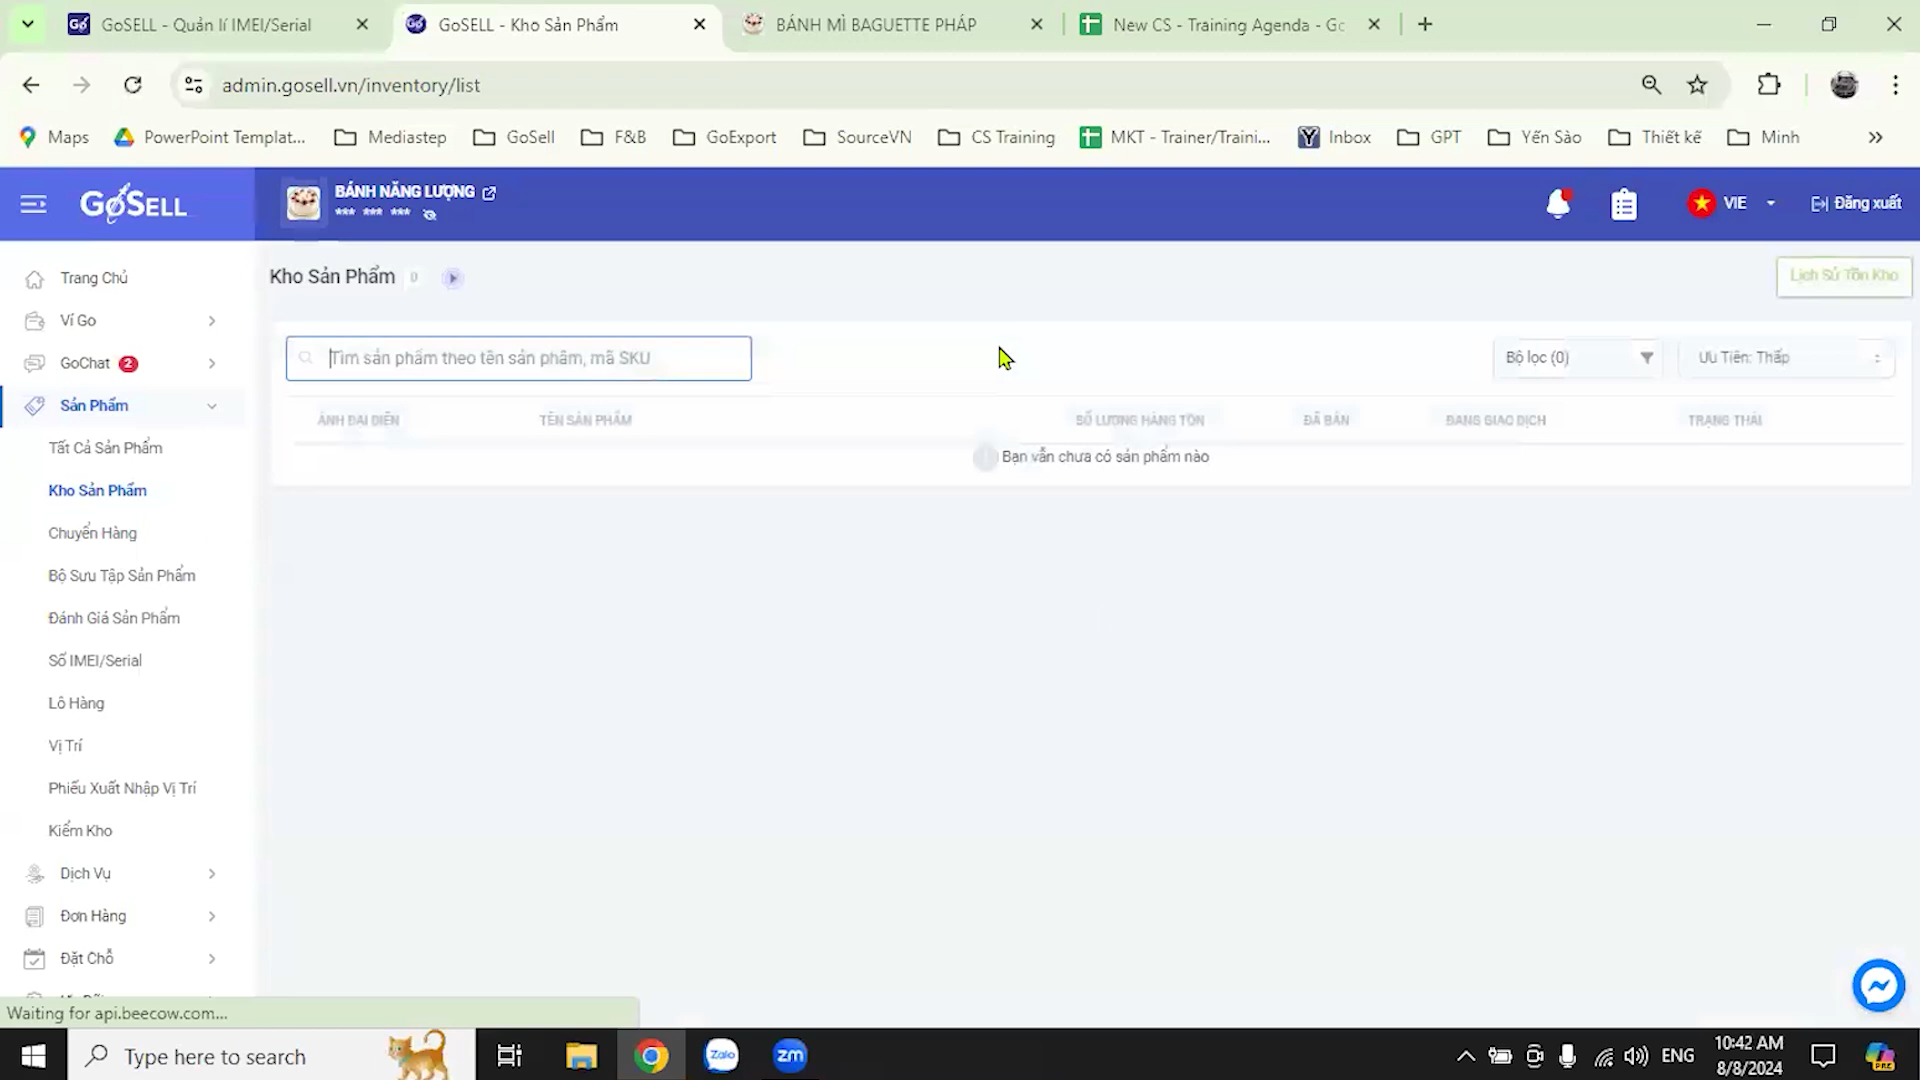 GoSELL - Quản lí IMEI/Serial
GoSELL - Kho Sản Phẩm
BÁNH MÌ BAGUETTE PHÁP
New CS - Training Agenda - Go
admin.gosell.vn/inventory/list
Maps
PowerPoint Templat...
Mediastep
GoSell
F&B
GoExport
SourceVN
CS Training
MKT - Trainer/Traini...
Inbox
GPT
Yến Sào
Thiết kế
Minh
GoSELL
BÁNH NĂNG LƯỢNG
*** *** ***
VIE
Đăng xuất
Trang Chủ
Ví Go
GoChat 2
Sản Phẩm
Tất Cả Sản Phẩm
Kho Sản Phẩm
Chuyển Hàng
Bộ Sưu Tập Sản Phẩm
Đánh Giá Sản Phẩm
Số IMEI/Serial
Lô Hàng
Vị Trí
Phiếu Xuất Nhập Vị Trí
Kiểm Kho
Dịch Vụ
Đơn Hàng
Đặt Chỗ
Kho Sản Phẩm 0
Lịch Sử Tồn Kho
Tìm sản phẩm theo tên sản phẩm, mã SKU
Bộ lọc (0)
Ưu Tiên: Thấp
ẢNH ĐẠI DIỆN
TÊN SẢN PHẨM
SỐ LƯỢNG HÀNG TỒN
ĐÃ BÁN
ĐANG GIAO DỊCH
TRẠNG THÁI
Bạn vẫn chưa có sản phẩm nào
Waiting for api.beecow.com...
Type here to search
Zalo
zm
ENG
10:42 AM
8/8/2024
PRE